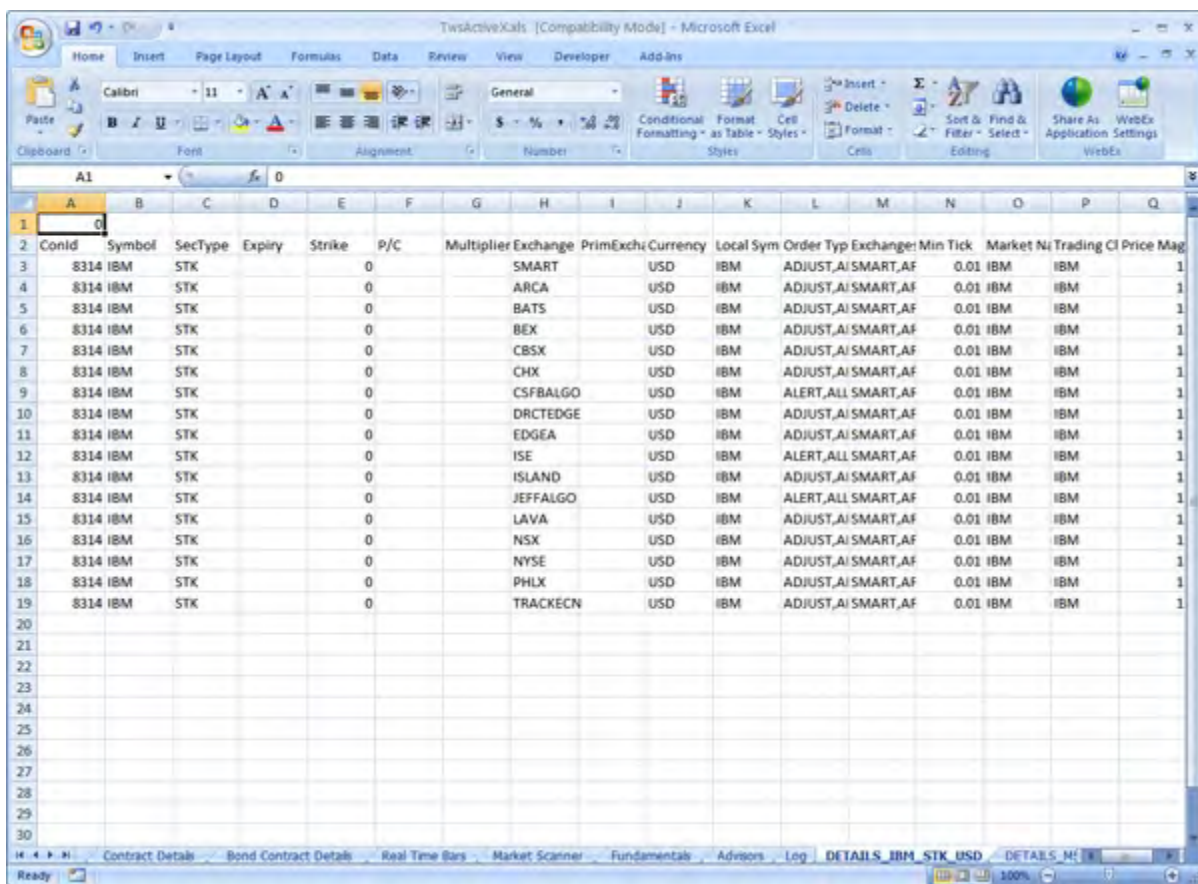 TwsActiveX.xls [Compatibility Mode] - Microsoft Excel
Home Insert Page Layout Formulas Data Review View Developer Add-Ins
Calibri 11 General Insert Σ
Paste B I U $ % , Conditional Format Cell Delete Sort & Find & Share As WebEx
Formatting as Table Styles Format Filter Select Application Settings
Clipboard Font Alignment Number Styles Cells Editing WebEx
A1 fx 0
A B C D E F G H I J K L M N O P Q
1 0
2 ConId Symbol SecType Expiry Strike P/C Multiplier Exchange PrimExcha Currency Local Sym Order Typ Exchanges Min Tick Market Na Trading Cl Price Mag
3 8314 IBM STK 0 SMART USD IBM ADJUST,AI SMART,AF 0.01 IBM IBM 1
4 8314 IBM STK 0 ARCA USD IBM ADJUST,AI SMART,AF 0.01 IBM IBM 1
5 8314 IBM STK 0 BATS USD IBM ADJUST,AI SMART,AF 0.01 IBM IBM 1
6 8314 IBM STK 0 BEX USD IBM ADJUST,AI SMART,AF 0.01 IBM IBM 1
7 8314 IBM STK 0 CBSX USD IBM ADJUST,AI SMART,AF 0.01 IBM IBM 1
8 8314 IBM STK 0 CHX USD IBM ADJUST,AI SMART,AF 0.01 IBM IBM 1
9 8314 IBM STK 0 CSFBALGO USD IBM ALERT,ALL SMART,AF 0.01 IBM IBM 1
10 8314 IBM STK 0 DRCTEDGE USD IBM ADJUST,AI SMART,AF 0.01 IBM IBM 1
11 8314 IBM STK 0 EDGEA USD IBM ADJUST,AI SMART,AF 0.01 IBM IBM 1
12 8314 IBM STK 0 ISE USD IBM ALERT,ALL SMART,AF 0.01 IBM IBM 1
13 8314 IBM STK 0 ISLAND USD IBM ADJUST,AI SMART,AF 0.01 IBM IBM 1
14 8314 IBM STK 0 JEFFALGO USD IBM ALERT,ALL SMART,AF 0.01 IBM IBM 1
15 8314 IBM STK 0 LAVA USD IBM ADJUST,AI SMART,AF 0.01 IBM IBM 1
16 8314 IBM STK 0 NSX USD IBM ADJUST,AI SMART,AF 0.01 IBM IBM 1
17 8314 IBM STK 0 NYSE USD IBM ADJUST,AI SMART,AF 0.01 IBM IBM 1
18 8314 IBM STK 0 PHLX USD IBM ADJUST,AI SMART,AF 0.01 IBM IBM 1
19 8314 IBM STK 0 TRACKECN USD IBM ADJUST,AI SMART,AF 0.01 IBM IBM 1
20
21
22
23
24
25
26
27
28
29
30
Contract Details Bond Contract Details Real Time Bars Market Scanner Fundamentals Advisors Log DETAILS_IBM_STK_USD
Ready 100%